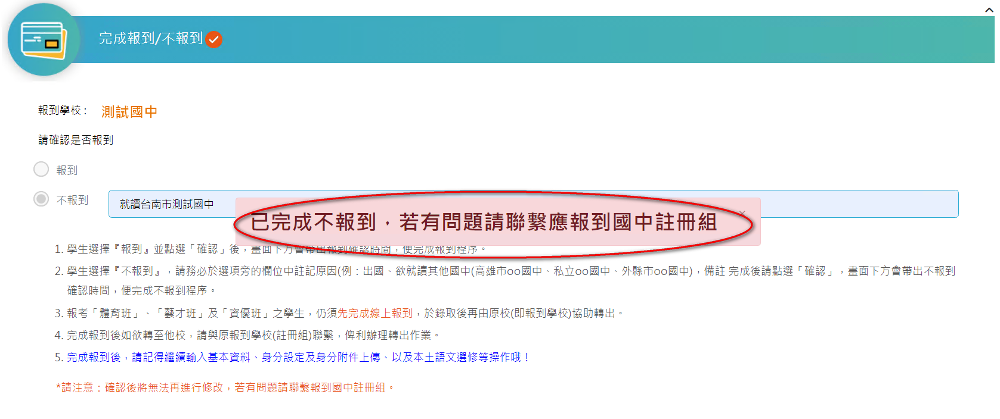 完成報到/不報到
報到學校： 測試國中
請確認是否報到
報到
不報到 就讀台南市測試國中
已完成不報到，若有問題請聯繫應報到國中註冊組
1. 學生選擇『報到』並點選「確認」後，畫面下方會帶出報到確認時間，便完成報到程序。
2. 學生選擇『不報到』，請務必於選項旁的欄位中註記原因(例：出國、欲就讀其他國中(高雄市oo國中、私立oo國中、外縣市oo國中)，備註 完成後請點選「確認」，畫面下方會帶出不報到
確認時間，便完成不報到程序。
3. 報考「體育班」、「藝才班」及「資優班」之學生，仍須先完成線上報到，於錄取後再由原校(即報到學校)協助轉出。
4. 完成報到後如欲轉至他校，請與原報到學校(註冊組)聯繫，俾利辦理轉出作業。
5. 完成報到後，請記得繼續輸入基本資料、身分設定及身分附件上傳、以及本土語文選修等操作哦！
*請注意：確認後將無法再進行修改，若有問題請聯繫報到國中註冊組。